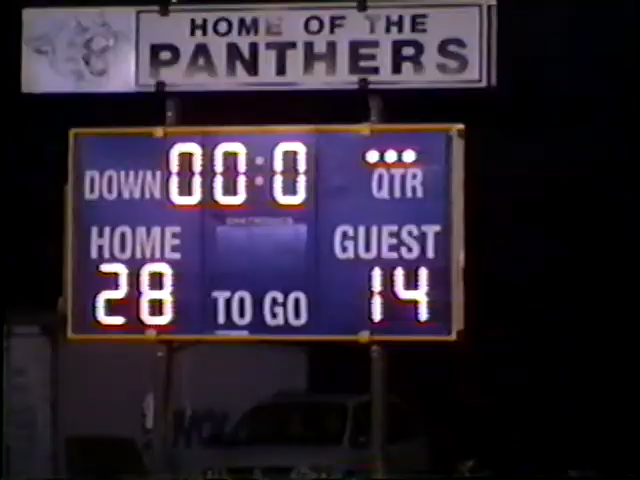 HOME OF THE
PANTHERS
DOWN 00:0 QTR
HOME GUEST
28 TO GO 14